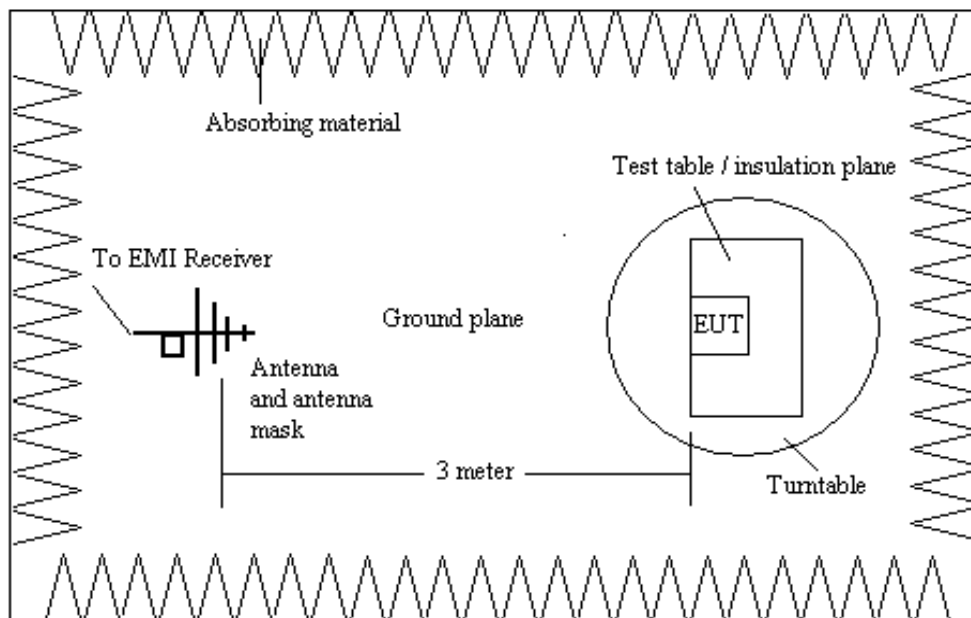 Absorbing material
Test table / insulation plane
To EMI Receiver
Ground plane
EUT
Antenna
and antenna
mask
3 meter
Turntable